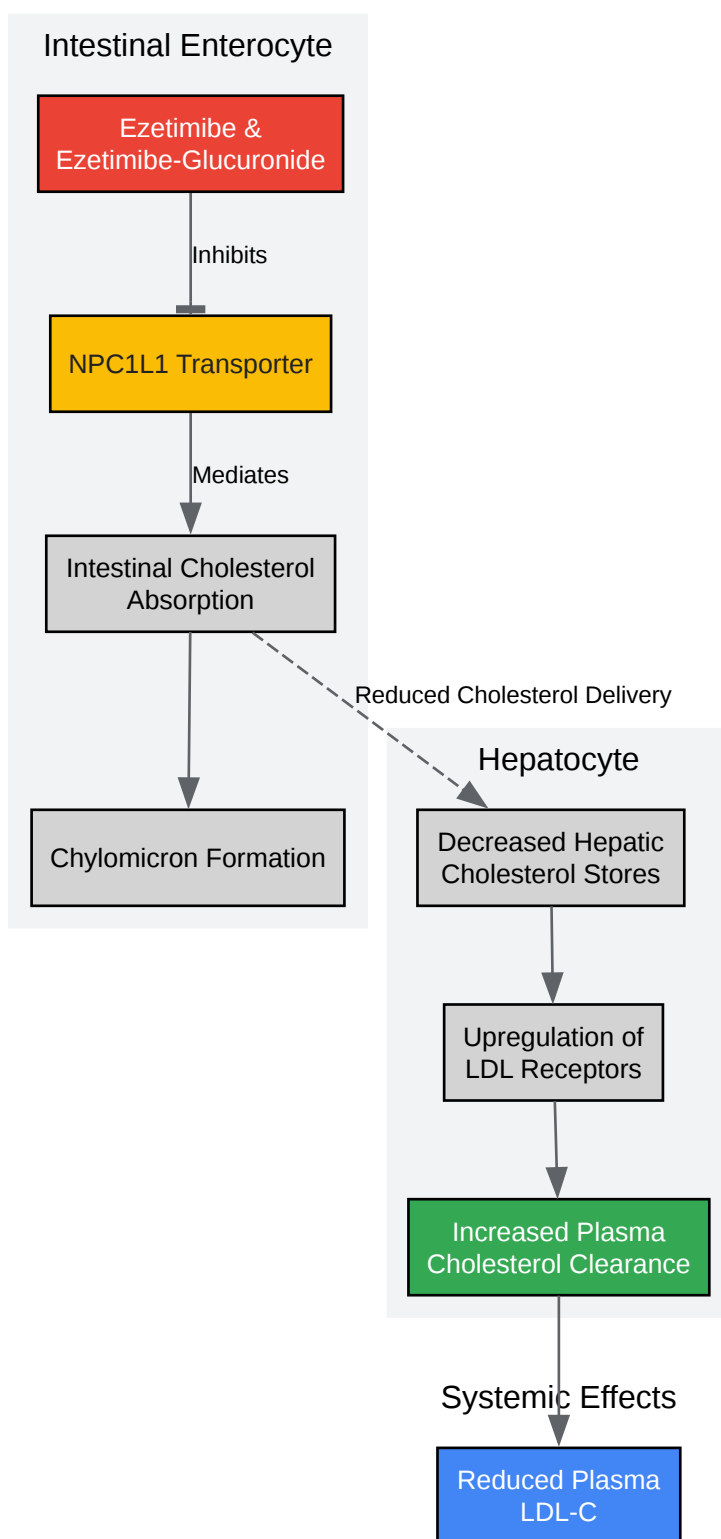 Intestinal Enterocyte
Ezetimibe &
Ezetimibe-Glucuronide
Inhibits
NPC1L1 Transporter
Mediates
Intestinal Cholesterol
Absorption
Reduced Cholesterol Delivery
Chylomicron Formation
Hepatocyte
Decreased Hepatic
Cholesterol Stores
Upregulation of
LDL Receptors
Increased Plasma
Cholesterol Clearance
Systemic Effects
Reduced Plasma
LDL-C